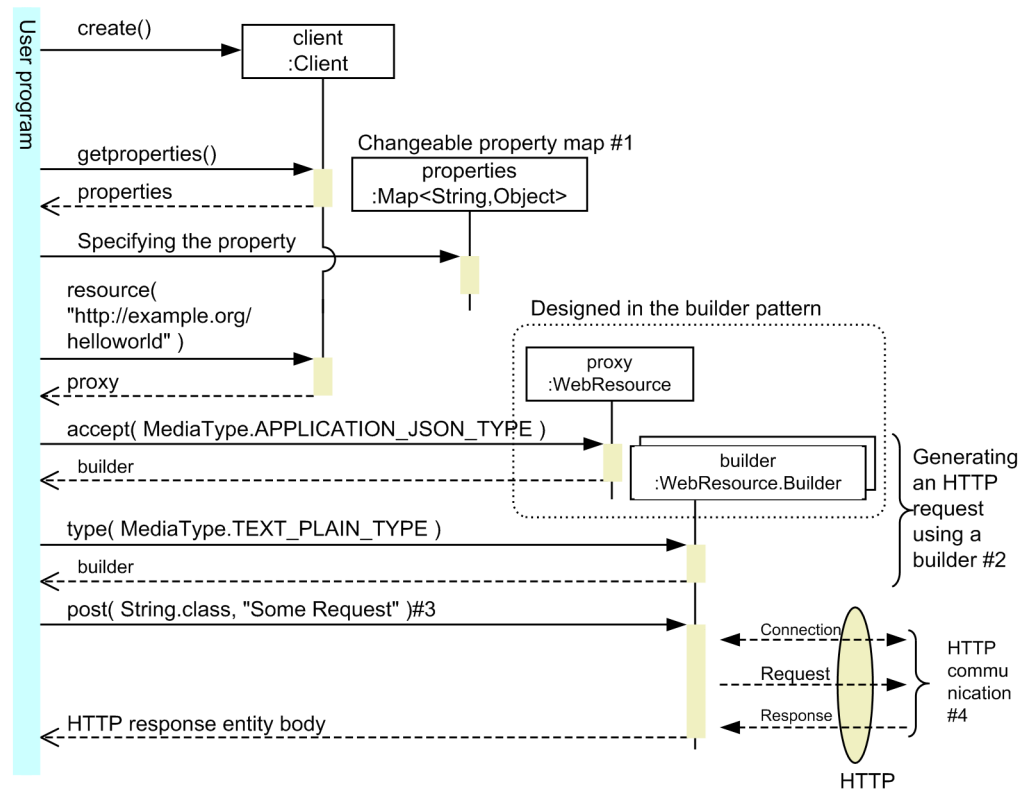 User program
create()
client
:Client
getproperties()
properties
Changeable property map #1
properties
:Map<String,Object>
Specifying the property
resource(
"http://example.org/
helloworld" )
proxy
Designed in the builder pattern
proxy
:WebResource
accept( MediaType.APPLICATION_JSON_TYPE )
builder
builder
:WebResource.Builder
Generating
an HTTP
request
using a
builder #2
type( MediaType.TEXT_PLAIN_TYPE )
builder
post( String.class, "Some Request" )#3
Connection
Request
Response
HTTP
commu
nication
#4
HTTP response entity body
HTTP